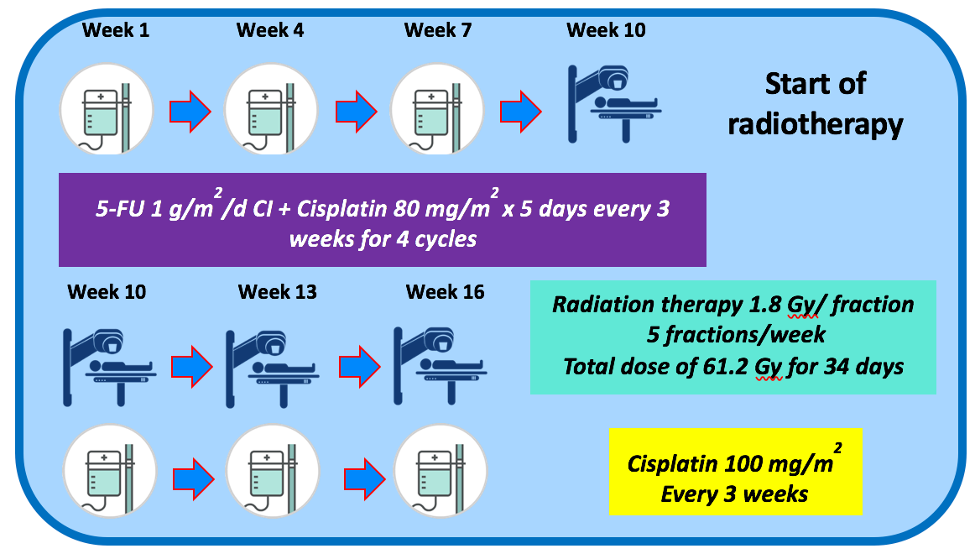 Week 1 Week 4 Week 7 Week 10
Start of
radiotherapy
5-FU 1 g/m²/d CI + Cisplatin 80 mg/m² x 5 days every 3
weeks for 4 cycles
Week 10 Week 13 Week 16
Radiation therapy 1.8 Gy/ fraction
5 fractions/week
Total dose of 61.2 Gy for 34 days
Cisplatin 100 mg/m²
Every 3 weeks